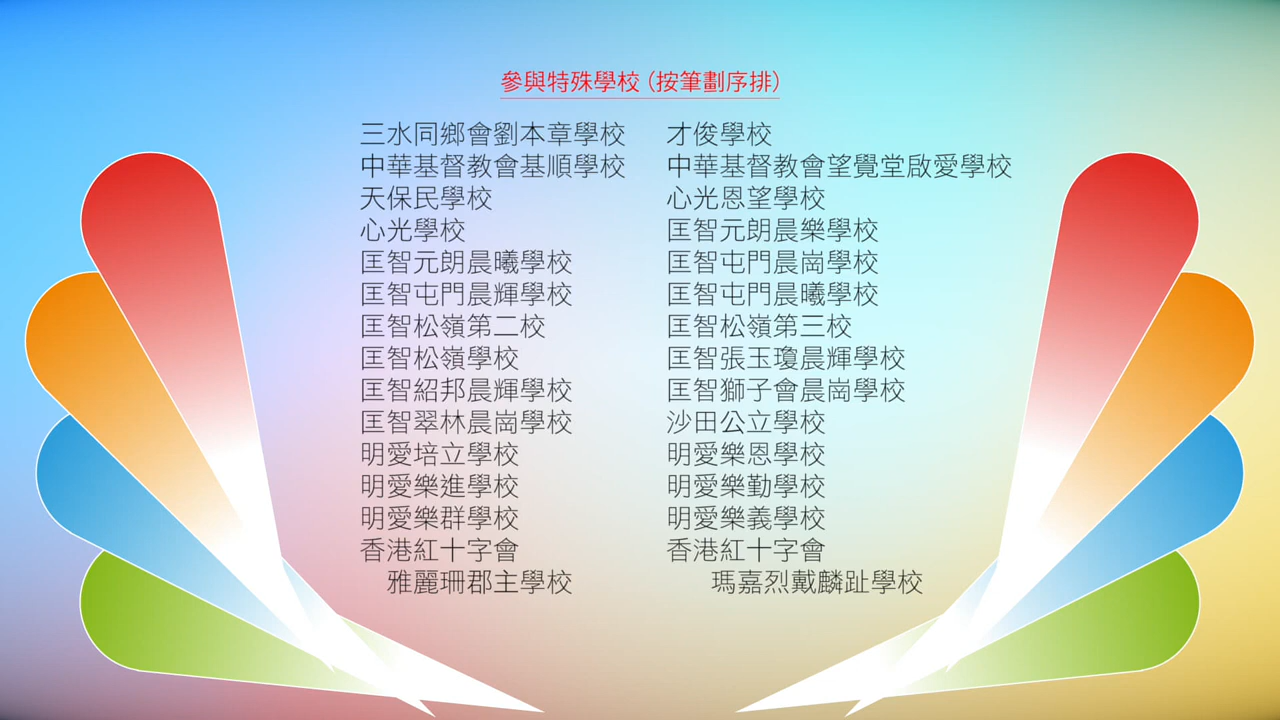 參與特殊學校（按筆劃序排）
三水同鄉會劉本章學校 才俊學校
中華基督教會基順學校 中華基督教會望覺堂啟愛學校
天保民學校 心光恩望學校
心光學校 匡智元朗晨樂學校
匡智元朗晨曦學校 匡智屯門晨崗學校
匡智屯門晨輝學校 匡智屯門晨曦學校
匡智松嶺第二校 匡智松嶺第三校
匡智松嶺學校 匡智張玉瓊晨輝學校
匡智紹邦晨輝學校 匡智獅子會晨崗學校
匡智翠林晨崗學校 沙田公立學校
明愛培立學校 明愛樂恩學校
明愛樂進學校 明愛樂勤學校
明愛樂群學校 明愛樂義學校
香港紅十字會 香港紅十字會
雅麗珊郡主學校 瑪嘉烈戴麟趾學校